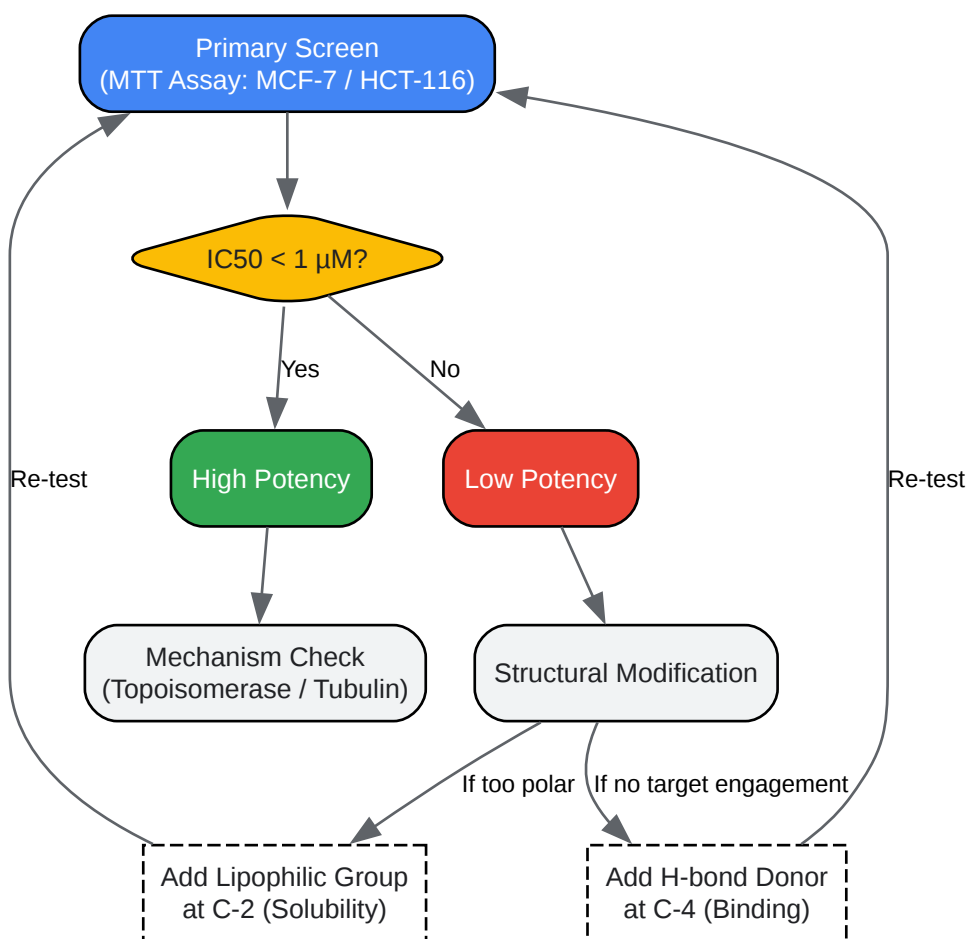 Primary Screen
(MTT Assay: MCF-7 / HCT-116)
IC50 < 1 µM?
Yes
No
Re-test
High Potency
Low Potency
Re-test
Mechanism Check
(Topoisomerase / Tubulin)
Structural Modification
If too polar
If no target engagement
Add Lipophilic Group
at C-2 (Solubility)
Add H-bond Donor
at C-4 (Binding)